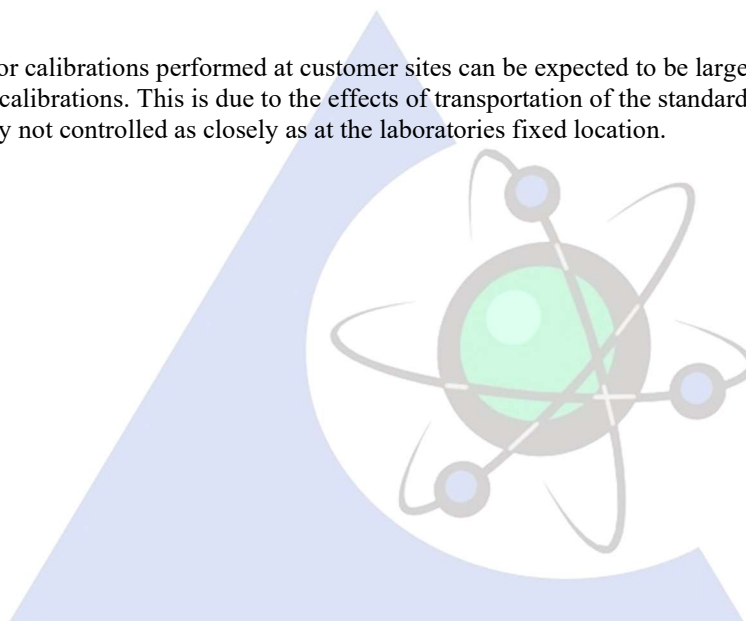 or calibrations performed at customer sites can be expected to be large
calibrations. This is due to the effects of transportation of the standard
y not controlled as closely as at the laboratories fixed location.